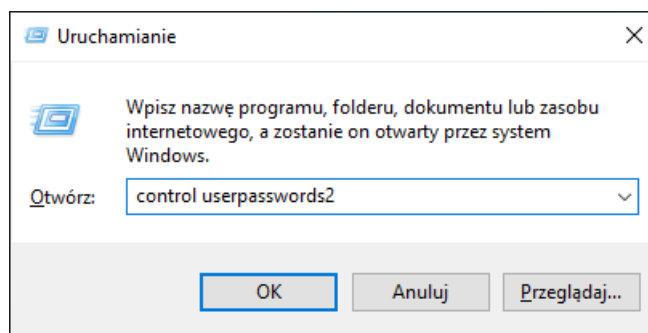 Uruchamianie
Wpisz nazwę programu, folderu, dokumentu lub zasobu
internetowego, a zostanie on otwarty przez system
Windows.
Otwórz: control userpasswords2
OK Anuluj Przeglądaj...